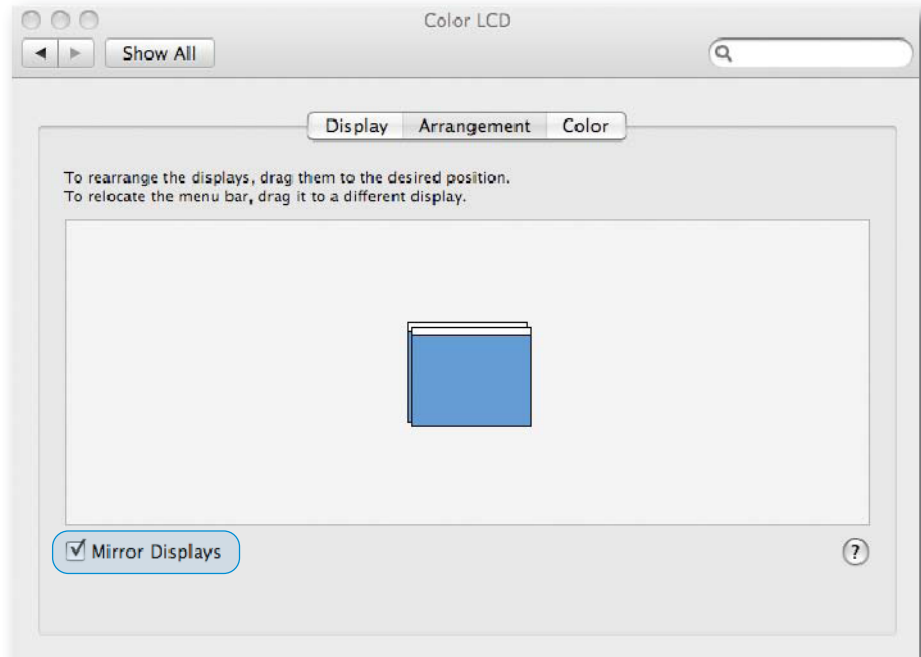 Color LCD
Show All
Display Arrangement Color
To rearrange the displays, drag them to the desired position.
To relocate the menu bar, drag it to a different display.
Mirror Displays
?